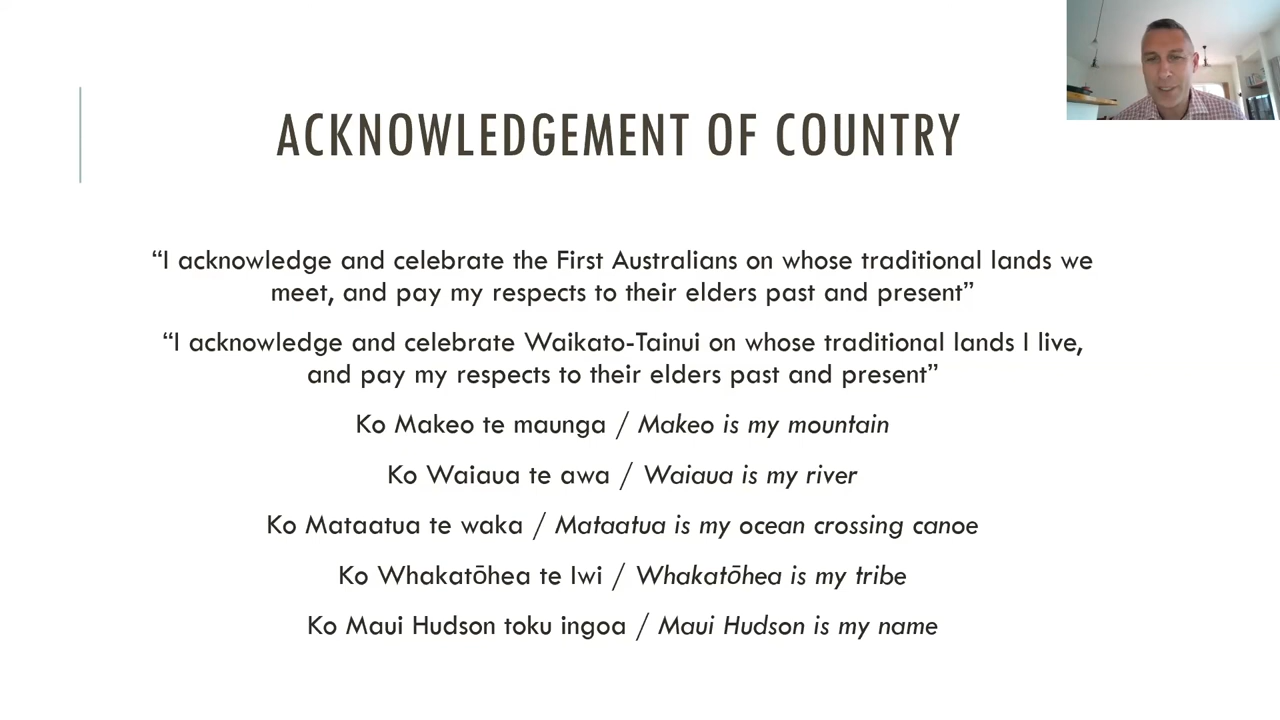 ACKNOWLEDGEMENT OF COUNTRY
“I acknowledge and celebrate the First Australians on whose traditional lands we
meet, and pay my respects to their elders past and present”
“I acknowledge and celebrate Waikato-Tainui on whose traditional lands I live,
and pay my respects to their elders past and present”
Ko Makeo te maunga / Makeo is my mountain
Ko Waiaua te awa / Waiaua is my river
Ko Mataatua te waka / Mataatua is my ocean crossing canoe
Ko Whakatōhea te Iwi / Whakatōhea is my tribe
Ko Maui Hudson toku ingoa / Maui Hudson is my name